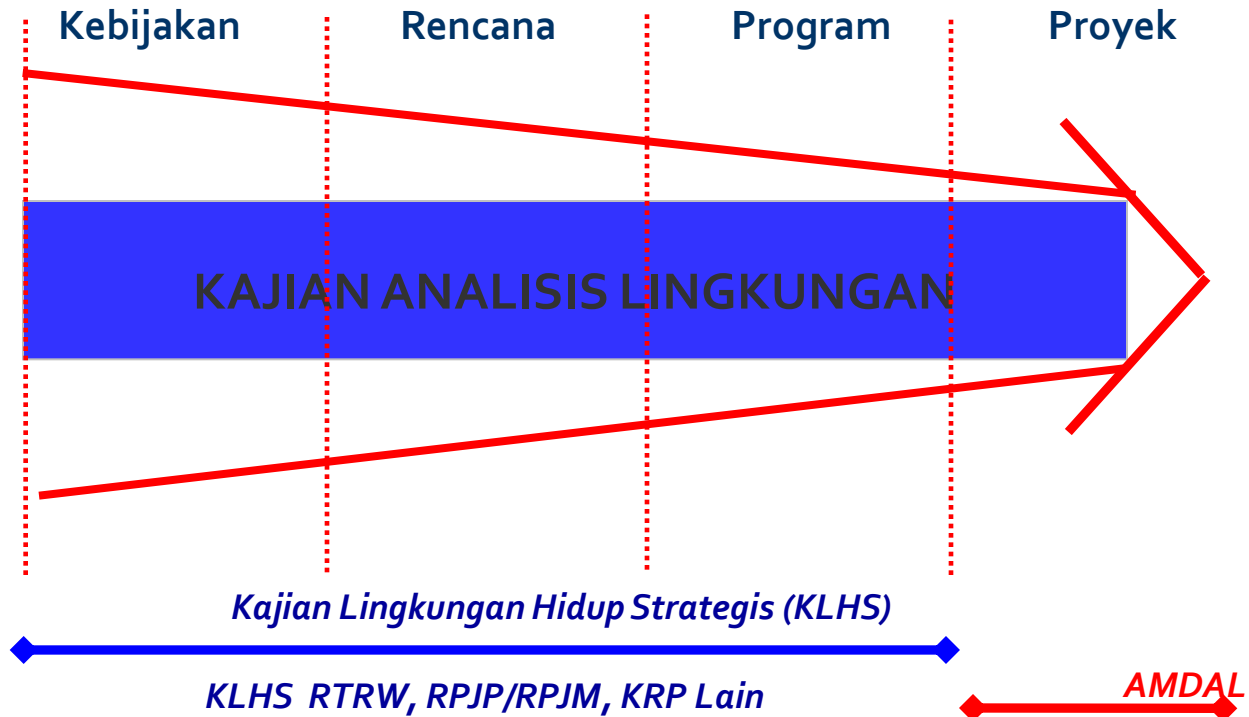 Kebijakan Rencana Program Proyek
KAJIAN ANALISIS LINGKUNGAN
Kajian Lingkungan Hidup Strategis (KLHS)
KLHS RTRW, RPJP/RPJM, KRP Lain
AMDAL